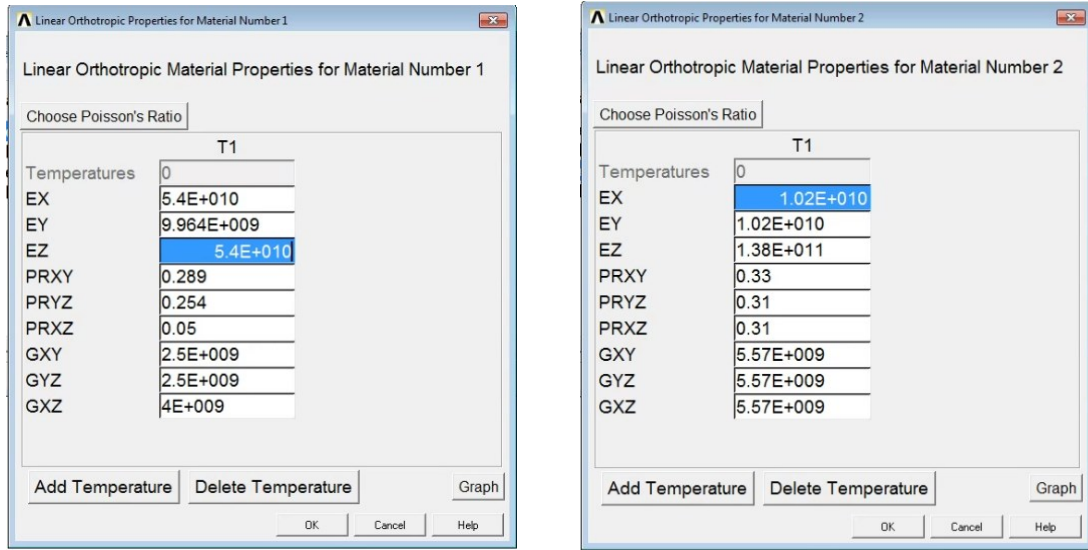 Linear Orthotropic Properties for Material Number 1
Linear Orthotropic Material Properties for Material Number 1
Choose Poisson's Ratio
T1
Temperatures 0
EX 5.4E+010
EY 9.964E+009
EZ 5.4E+010
PRXY 0.289
PRYZ 0.254
PRXZ 0.05
GXY 2.5E+009
GYZ 2.5E+009
GXZ 4E+009
Add Temperature Delete Temperature Graph
OK Cancel Help
Linear Orthotropic Properties for Material Number 2
Linear Orthotropic Material Properties for Material Number 2
Choose Poisson's Ratio
T1
Temperatures 0
EX 1.02E+010
EY 1.02E+010
EZ 1.38E+011
PRXY 0.33
PRYZ 0.31
PRXZ 0.31
GXY 5.57E+009
GYZ 5.57E+009
GXZ 5.57E+009
Add Temperature Delete Temperature Graph
OK Cancel Help